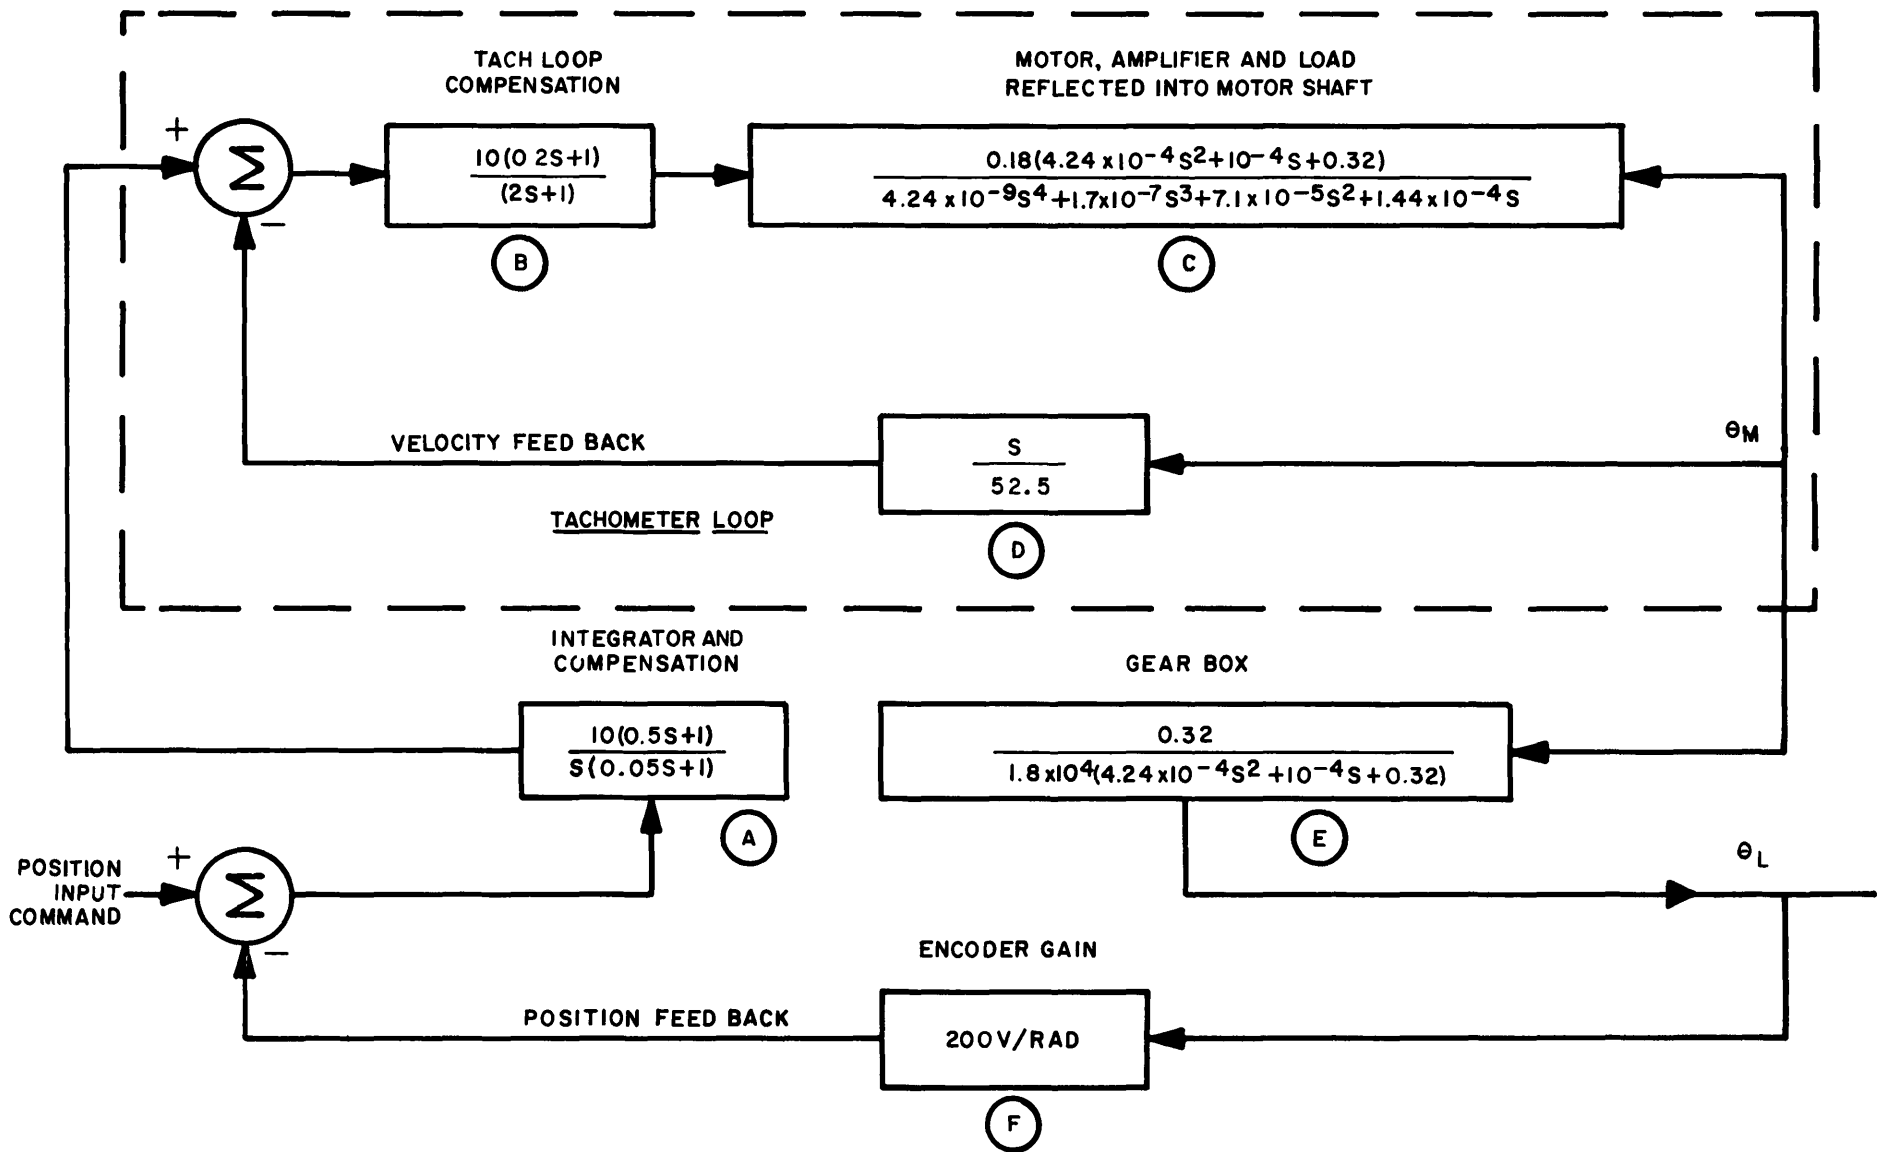 TACH LOOP
COMPENSATION
MOTOR, AMPLIFIER AND LOAD
REFLECTED INTO MOTOR SHAFT
+
Σ
−
10(0 2S+1)
(2S+1)
0.18(4.24 x 10⁻⁴S²+10⁻⁴S+0.32)
4.24 x 10⁻⁹S⁴+1.7x10⁻⁷S³+7.1x10⁻⁵S²+1.44x10⁻⁴S
B
C
VELOCITY FEED BACK
S
52.5
θM
TACHOMETER LOOP
D
INTEGRATOR AND
COMPENSATION
GEAR BOX
10(0.5S+1)
S(0.05S+1)
0.32
1.8 x10⁴(4.24x10⁻⁴S²+10⁻⁴S+0.32)
A
E
POSITION
INPUT
COMMAND
+
Σ
−
θL
ENCODER GAIN
POSITION FEED BACK
200V/RAD
F